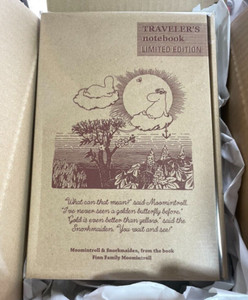 TRAVELER'S
notebook
LIMITED EDITION
"What can that mean?" said Moomintroll.
"I've never seen a golden butterfly before."
"Gold is even better than yellow," said the
Snorkmaiden. "You wait and see!"
Moomintroll & Snorkmaiden, from the book
Finn Family Moomintroll